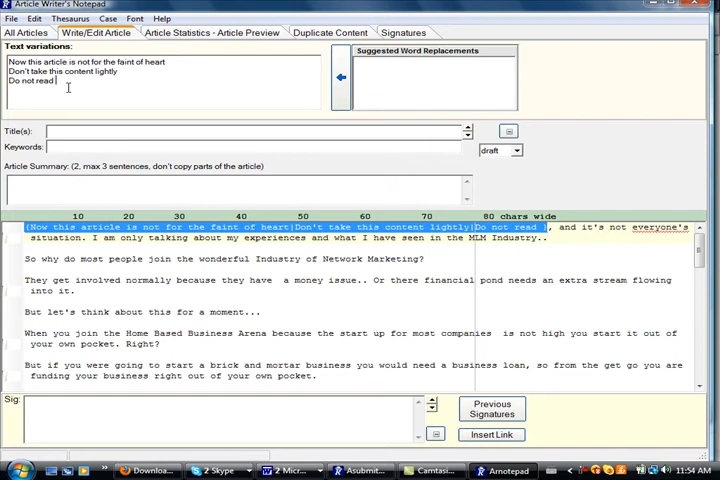 Article Writer's Notepad
File Edit Thesaurus Case Font Help
All Articles Write/Edit Article Article Statistics - Article Preview Duplicate Content Signatures
Text variations:
Now this article is not for the faint of heart
Don't take this content lightly
Do not read
Suggested Word Replacements
Title(s):
Keywords:
draft
Article Summary: (2, max 3 sentences, don't copy parts of the article)
10 20 30 40 50 60 70 80 chars wide
{Now this article is not for the faint of heart|Don't take this content lightly|Do not read }, and it's not everyone's
situation. I am only talking about my experiences and what I have seen in the MLM Industry..
So why do most people join the wonderful Industry of Network Marketing?
They get involved normally because they have a money issue.. Or there financial pond needs an extra stream flowing
into it.
But let's think about this for a moment...
When you join the Home Based Business Arena because the start up for most companies is not high you start it out of
your own pocket. Right?
But if you were going to start a brick and mortar business you would need a business loan, so from the get go you are
funding your business right out of your own pocket.
Sig:
Previous
Signatures
Insert Link
Downloa... 2 Skype 2 Micr... Asubmit... Camtasi... Arnotepad 11:54 AM